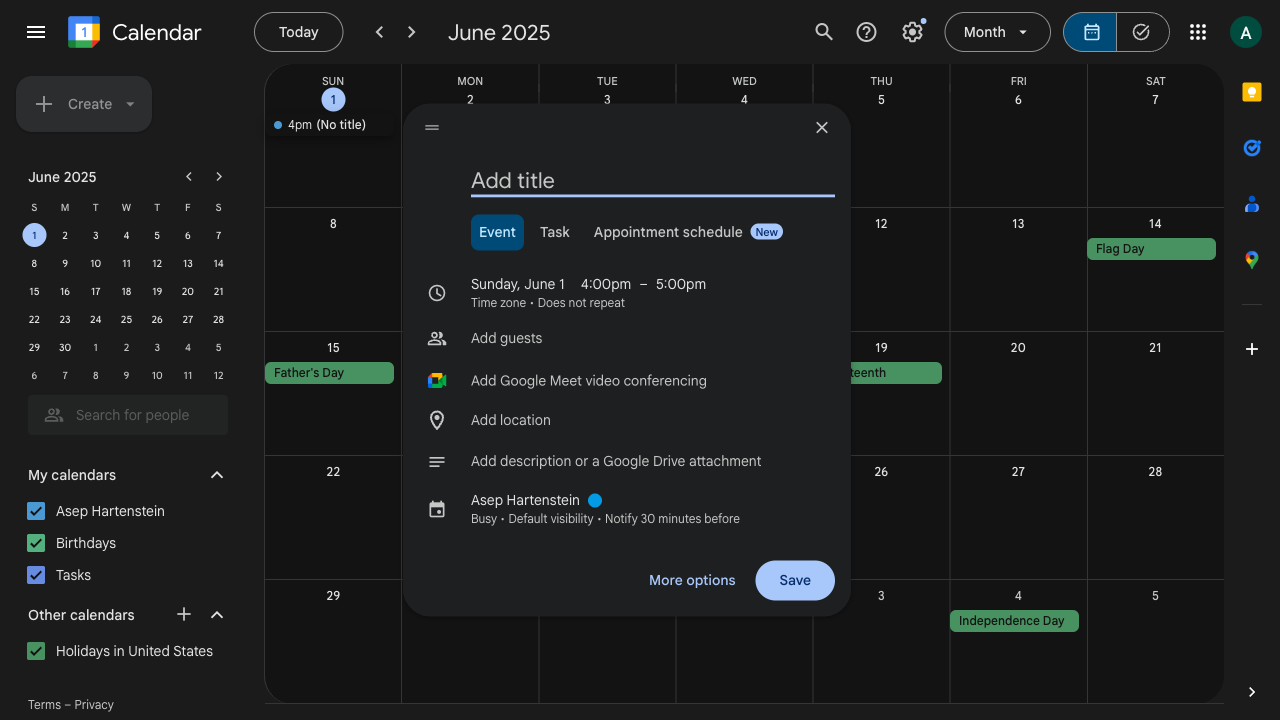 1
Calendar
Today
June 2025
Month
A
Create
June 2025
S M T W T F S
1 2 3 4 5 6 7
8 9 10 11 12 13 14
15 16 17 18 19 20 21
22 23 24 25 26 27 28
29 30 1 2 3 4 5
6 7 8 9 10 11 12
Search for people
My calendars
Asep Hartenstein
Birthdays
Tasks
Other calendars
Holidays in United States
Terms – Privacy
SUN MON TUE WED THU FRI SAT
1 2 3 4 5 6 7
4pm (No title)
8 12 13 14
Flag Day
15 19 20 21
Father's Day
teenth
22 26 27 28
29 3 4 5
Independence Day
Add title
Event Task Appointment schedule New
Sunday, June 1 4:00pm – 5:00pm
Time zone • Does not repeat
Add guests
Add Google Meet video conferencing
Add location
Add description or a Google Drive attachment
Asep Hartenstein
Busy • Default visibility • Notify 30 minutes before
More options Save